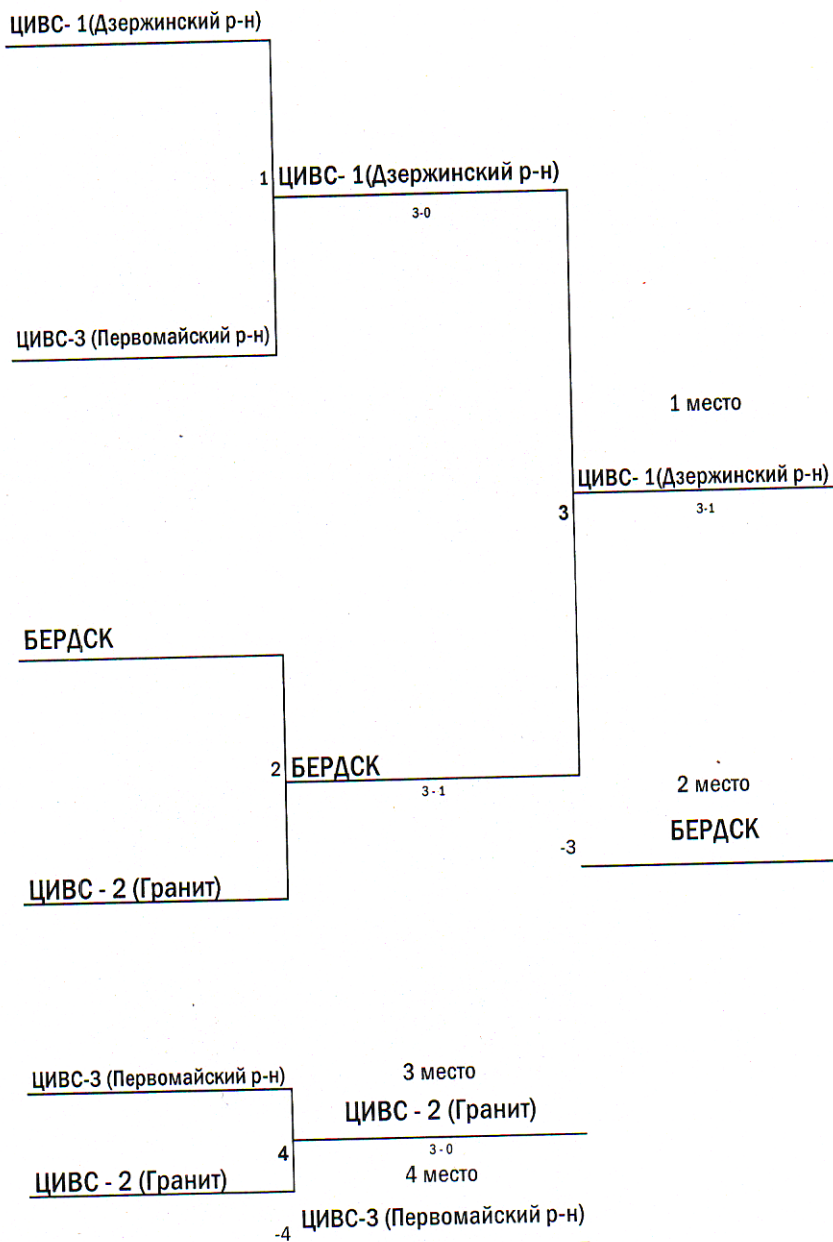 ЦИВС- 1(Дзержинский р-н)
1 ЦИВС- 1(Дзержинский р-н)
3-0
ЦИВС-3 (Первомайский р-н)
1 место
ЦИВС- 1(Дзержинский р-н)
3
3-1
БЕРДСК
2 БЕРДСК
3 - 1
2 место
БЕРДСК
-3
ЦИВС - 2 (Гранит)
ЦИВС-3 (Первомайский р-н)
3 место
ЦИВС - 2 (Гранит)
4
3 - 0
4 место
ЦИВС - 2 (Гранит)
-4 ЦИВС-3 (Первомайский р-н)